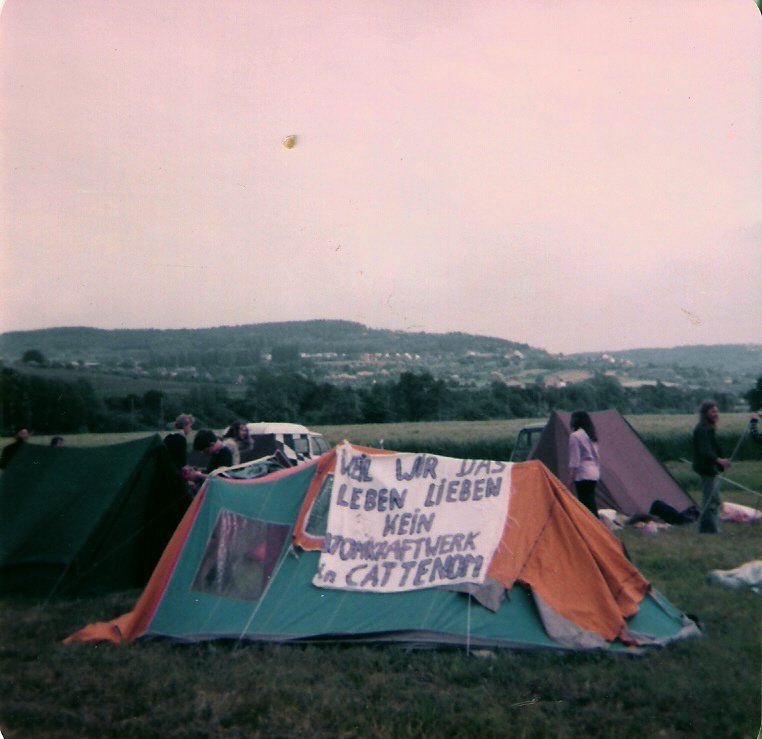 WEIL WIR DAS
LEBEN LIEBEN
KEIN
ATOMKRAFTWERK
in CATTENOM